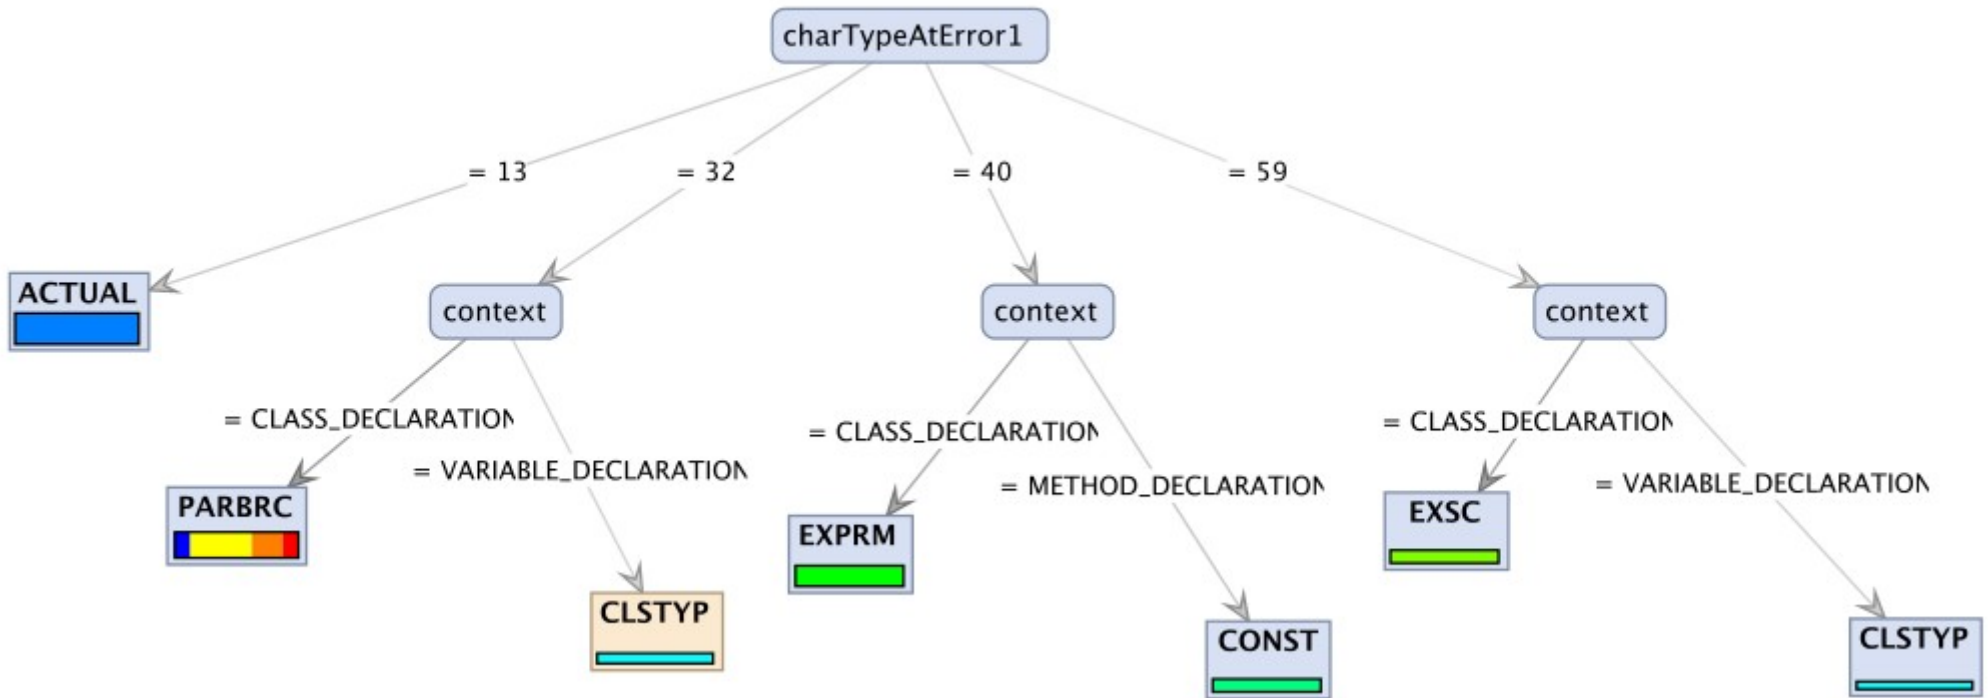 charTypeAtError1
= 13
= 32
= 40
= 59
ACTUAL
context
context
context
= CLASS_DECLARATION
= VARIABLE_DECLARATION
= CLASS_DECLARATION
= METHOD_DECLARATION
= CLASS_DECLARATION
= VARIABLE_DECLARATION
PARBRC
CLSTYP
EXPRM
CONST
EXSC
CLSTYP